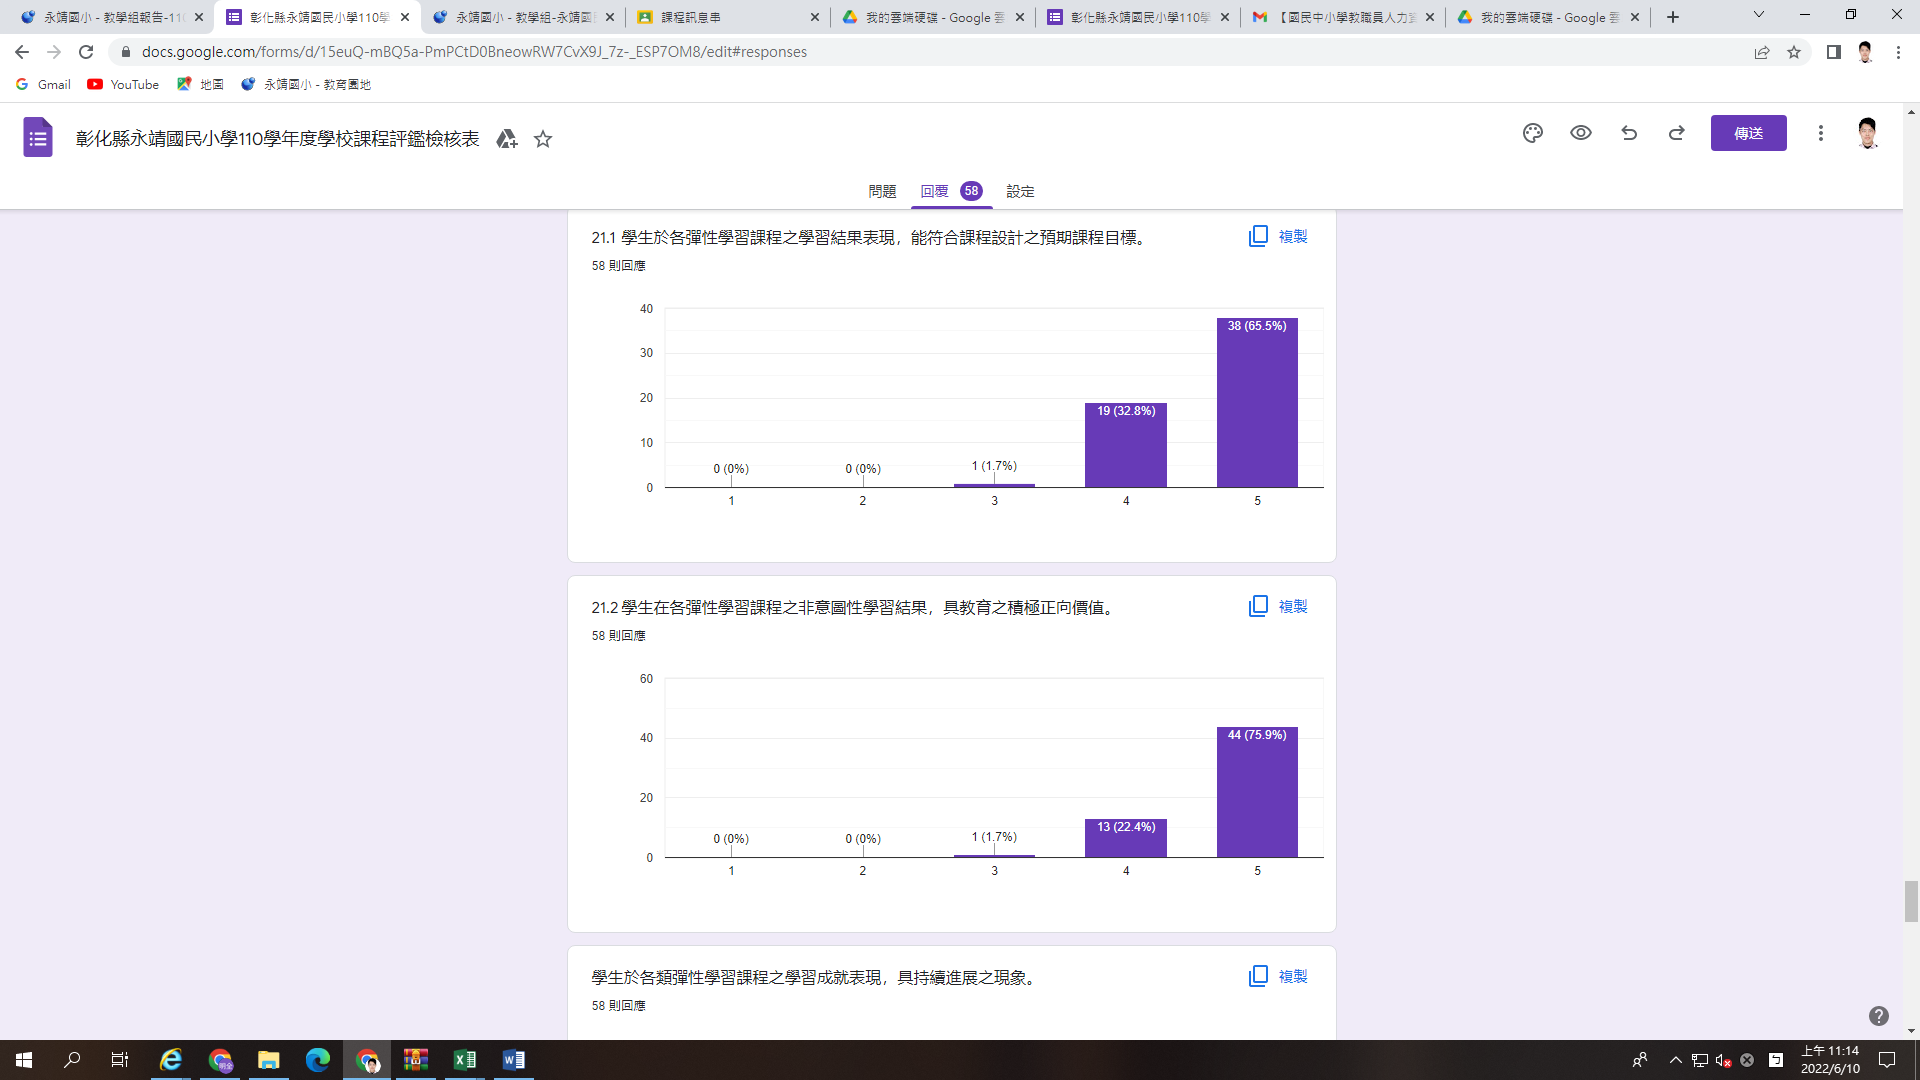 永靖國小 - 教學組報告-110
彰化縣永靖國民小學110學
永靖國小 - 教學組-永靖國
課程訊息串
我的雲端硬碟 - Google 雲
彰化縣永靖國民小學110學
【國民中小學教職員人力資
我的雲端硬碟 - Google 雲
docs.google.com/forms/d/15euQ-mBQ5a-PmPCtD0BneowRW7CvX9J_7z-_ESP7OM8/edit#responses
Gmail
YouTube
地圖
永靖國小 - 教育園地
彰化縣永靖國民小學110學年度學校課程評鑑檢核表
傳送
問題
回覆 58
設定
21.1 學生於各彈性學習課程之學習結果表現，能符合課程設計之預期課程目標。
複製
58 則回應
40
30
20
10
0
0 (0%)
0 (0%)
1 (1.7%)
19 (32.8%)
38 (65.5%)
1
2
3
4
5
21.2 學生在各彈性學習課程之非意圖性學習結果，具教育之積極正向價值。
複製
58 則回應
60
40
20
0
0 (0%)
0 (0%)
1 (1.7%)
13 (22.4%)
44 (75.9%)
1
2
3
4
5
學生於各類彈性學習課程之學習成就表現，具持續進展之現象。
複製
58 則回應
上午 11:14
2022/6/10